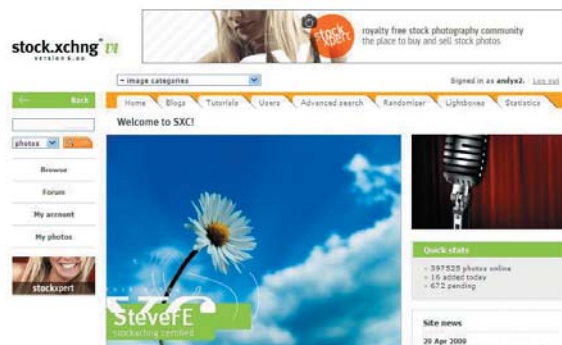 stock.xchng VI
version 6.00
royalty free stock photography community
the place to buy and sell stock photos
stock
xpert
~ image categories
Signed in as andyx2. Log out
Back
Home
Blogs
Tutorials
Users
Advanced search
Randomizer
Lightboxes
Statistics
Welcome to SXC!
photos
Browse
Forum
My account
My photos
stockxpert
SXC
SteveFE
stockxchng certified
Quick stats
» 397525 photos online
» 16 added today
» 672 pending
Site news
29 Apr 2009